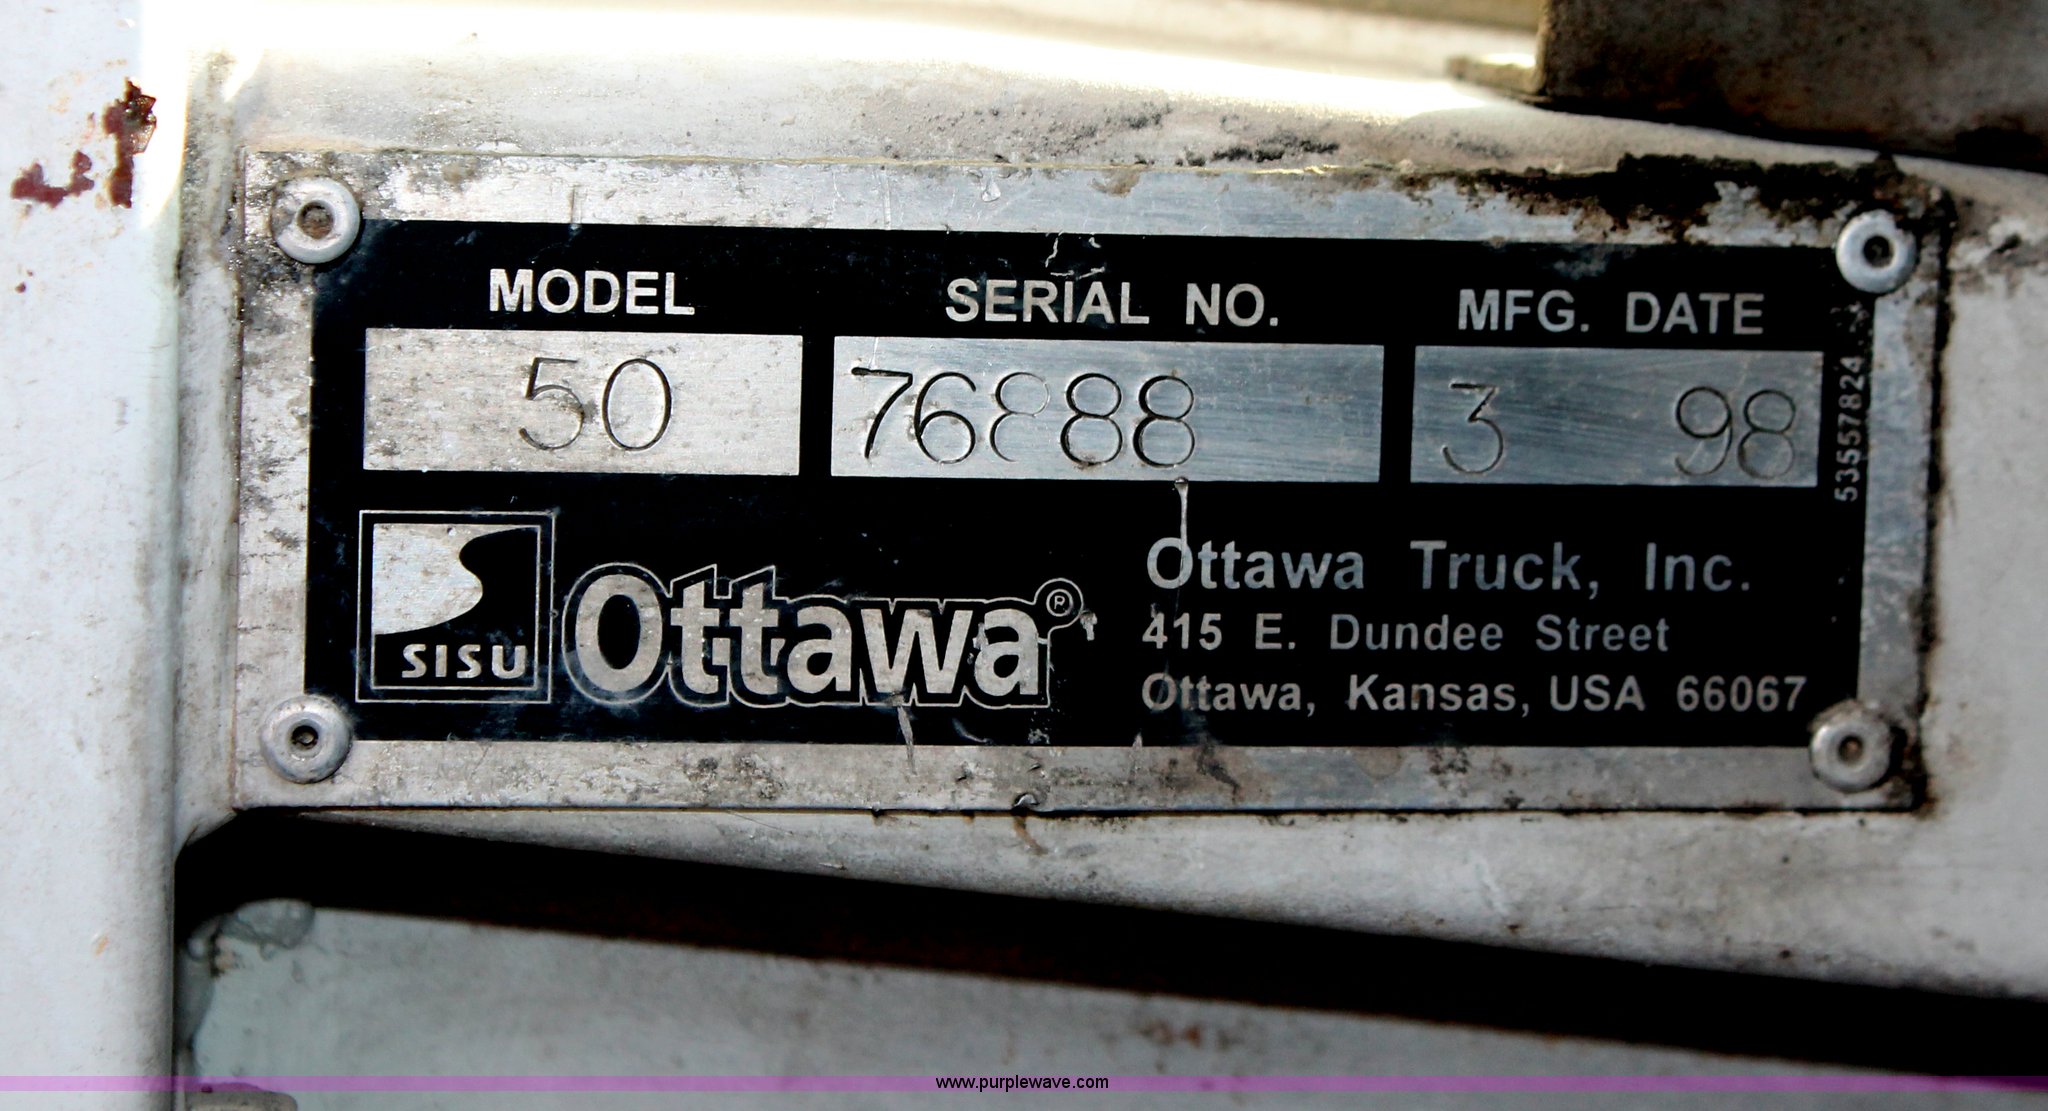 MODEL SERIAL NO. MFG. DATE
50 76888 3 98
53557824
SISU Ottawa®
Ottawa Truck, Inc.
415 E. Dundee Street
Ottawa, Kansas, USA 66067
www.purplewave.com